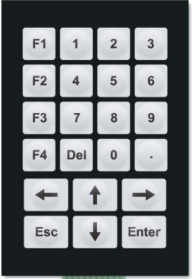 F1 1 2 3
F2 4 5 6
F3 7 8 9
F4 Del 0 .
← ↑ →
Esc ↓ Enter